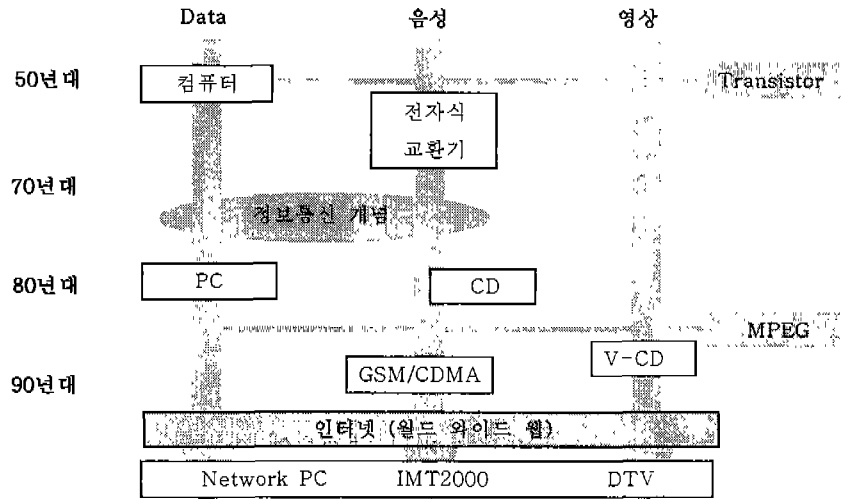 Data 음성 영상
50년대 컴퓨터 Transistor
전자식
교환기
70년대
정보통신 개념
80년대 PC CD
MPEG
V-CD
90년대 GSM/CDMA
인터넷 (월드 와이드 웹)
Network PC IMT2000 DTV